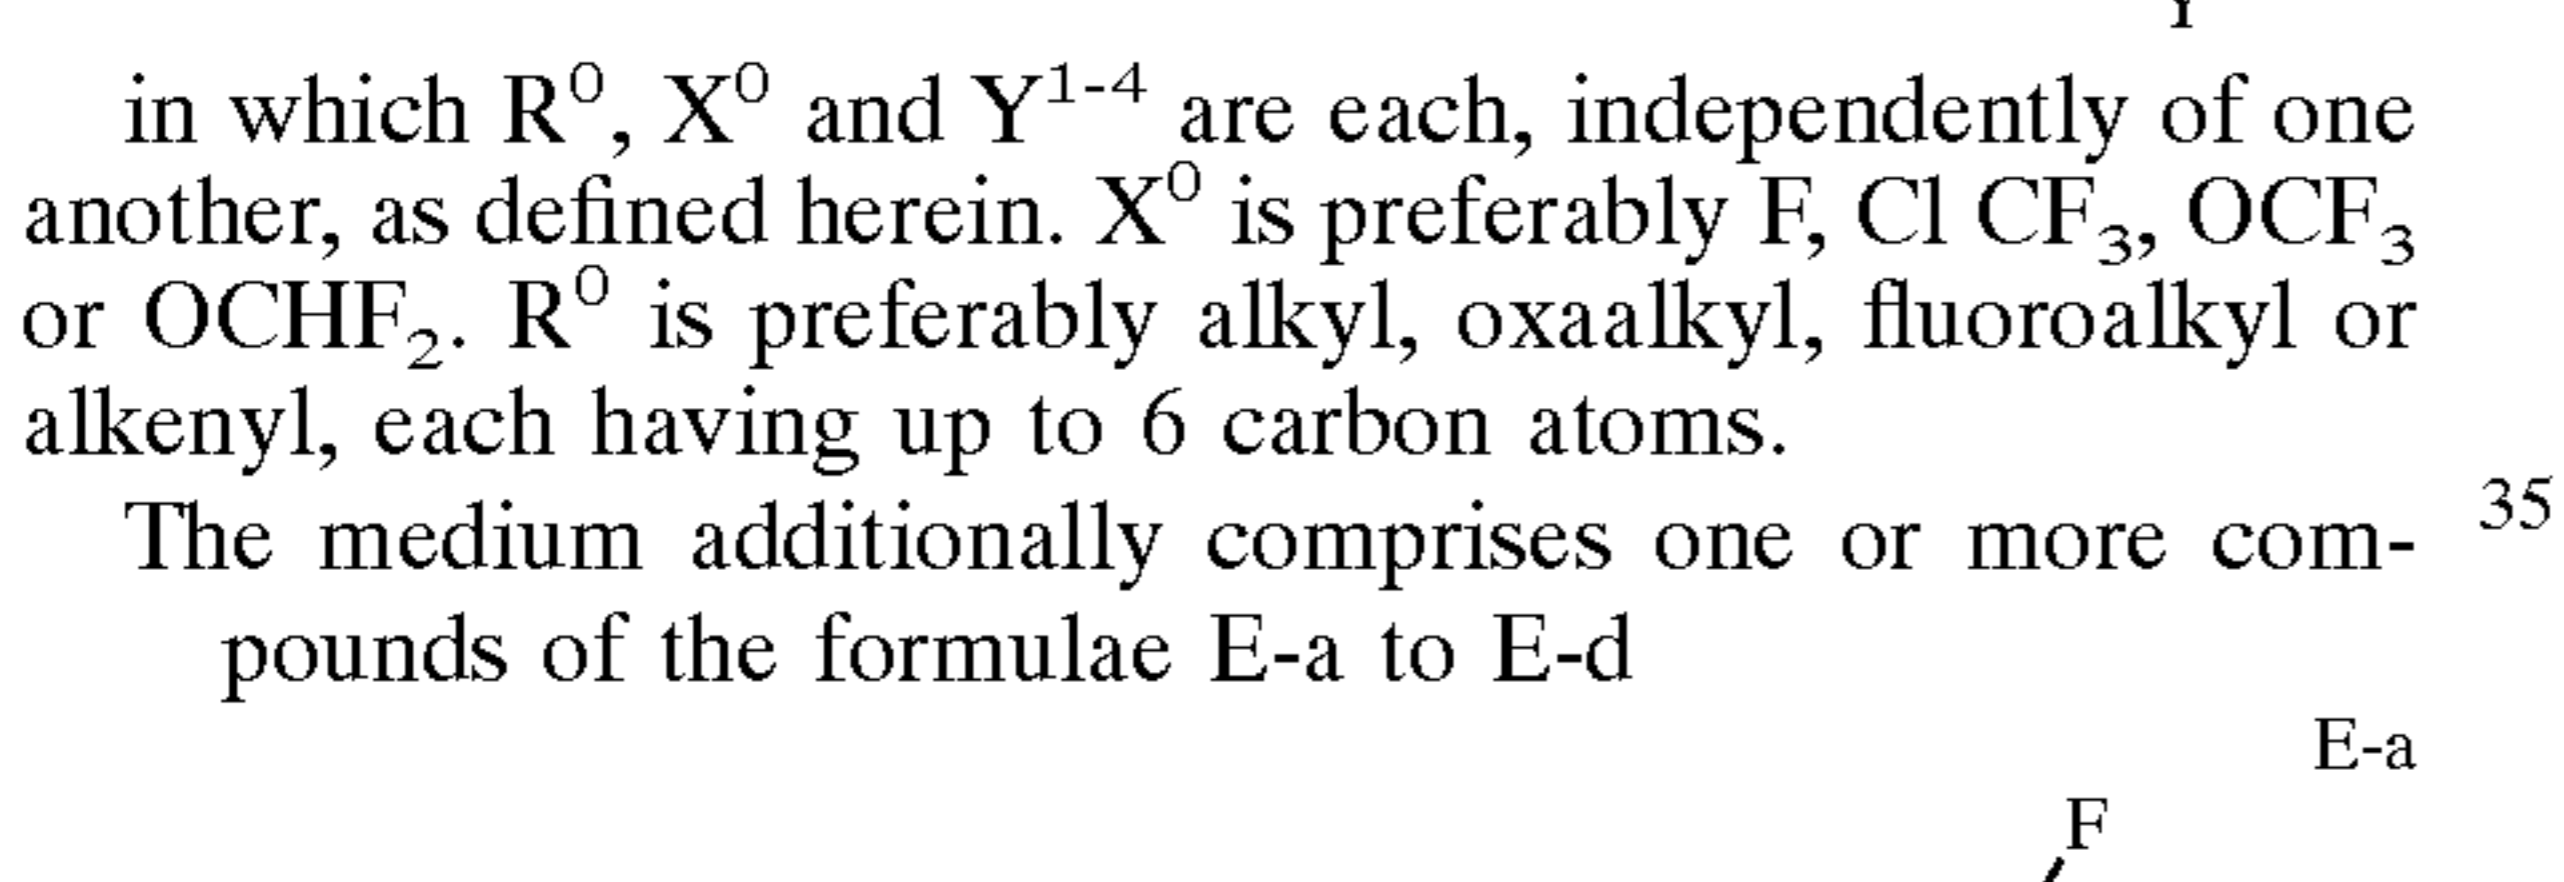 Y
in which R⁰, X⁰ and Y¹⁻⁴ are each, independently of one
another, as defined herein. X⁰ is preferably F, Cl CF₃, OCF₃
or OCHF₂. R⁰ is preferably alkyl, oxaalkyl, fluoroalkyl or
alkenyl, each having up to 6 carbon atoms.
The medium additionally comprises one or more com-
35
pounds of the formulae E-a to E-d
E-a
F